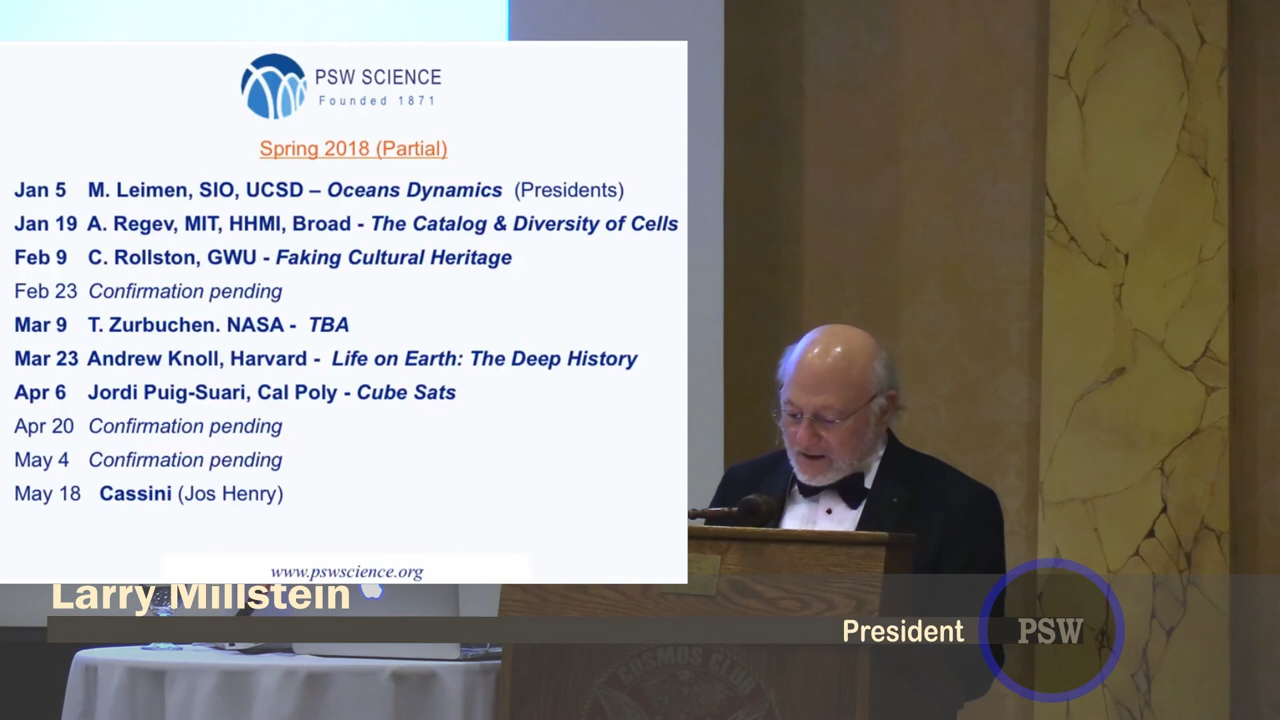 PSW SCIENCE
Founded 1871
Spring 2018 (Partial)
Jan 5 M. Leimen, SIO, UCSD – Oceans Dynamics (Presidents)
Jan 19 A. Regev, MIT, HHMI, Broad - The Catalog & Diversity of Cells
Feb 9 C. Rollston, GWU - Faking Cultural Heritage
Feb 23 Confirmation pending
Mar 9 T. Zurbuchen. NASA - TBA
Mar 23 Andrew Knoll, Harvard - Life on Earth: The Deep History
Apr 6 Jordi Puig-Suari, Cal Poly - Cube Sats
Apr 20 Confirmation pending
May 4 Confirmation pending
May 18 Cassini (Jos Henry)
www.pswscience.org
Larry Millstein
President
PSW
COSMOS CLUB